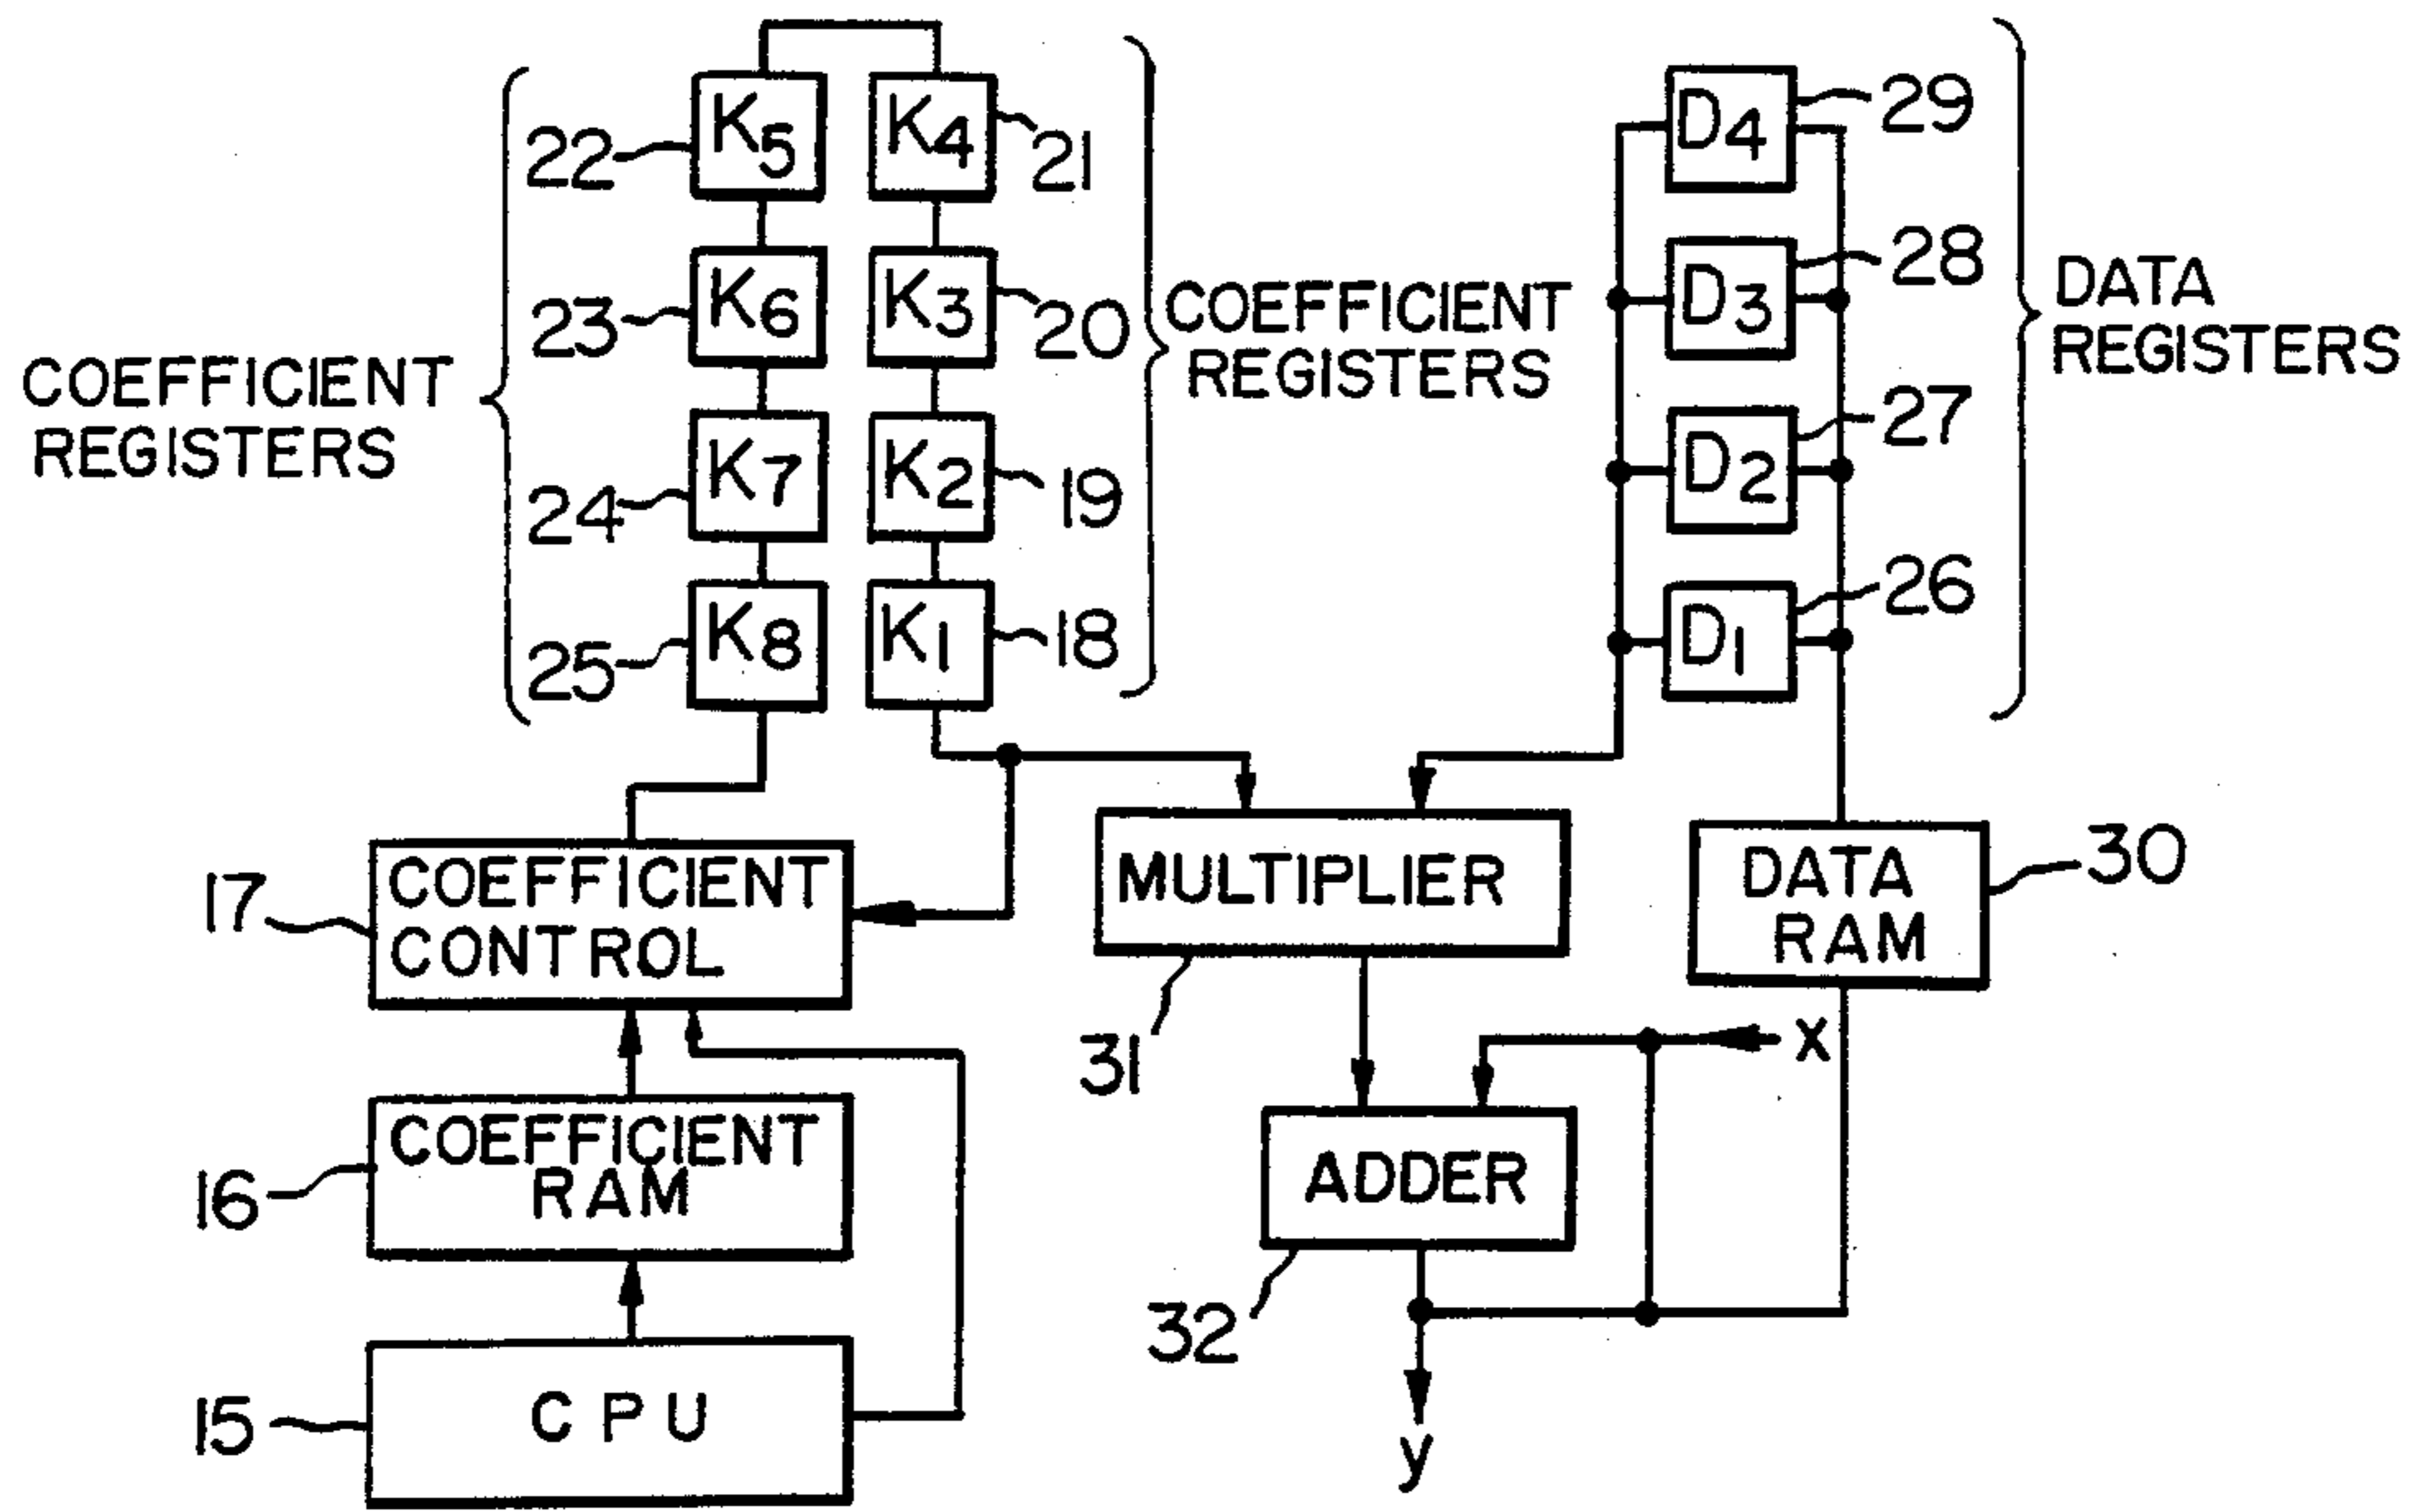 K5
K4
D4
29
22
21
K6
K3
D3
28
23
20
COEFFICIENT
REGISTERS
DATA
REGISTERS
COEFFICIENT
REGISTERS
K7
K2
D2
27
24
19
K8
K1
D1
26
25
18
17
COEFFICIENT
CONTROL
MULTIPLIER
DATA
RAM
30
31
x
16
COEFFICIENT
RAM
ADDER
32
15
CPU
y